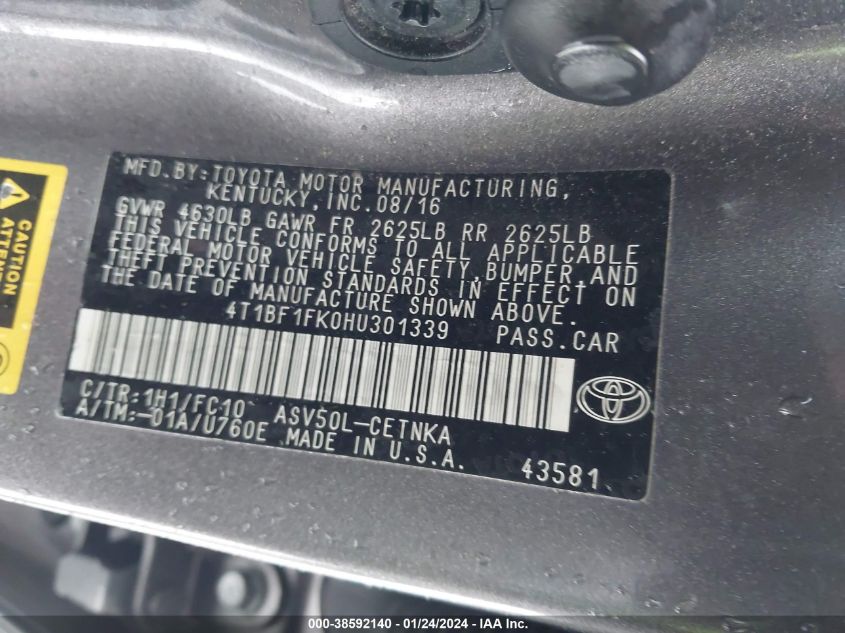 MFD.BY:TOYOTA MOTOR MANUFACTURING,
KENTUCKY, INC. 08/16
GVWR 4630LB GAWR FR 2625LB RR 2625LB
THIS VEHICLE CONFORMS TO ALL APPLICABLE
FEDERAL MOTOR VEHICLE SAFETY,BUMPER,AND
THEFT PREVENTION STANDARDS IN EFFECT ON
THE DATE OF MANUFACTURE SHOWN ABOVE.
4T1BF1FK0HU301339 PASS.CAR
C/TR:1H1/FC10 ASV50L-CETNKA
A/TM:-01A/U760E MADE IN U.S.A.
43581
CAUTION
000-38592140 - 01/24/2024 - IAA Inc.